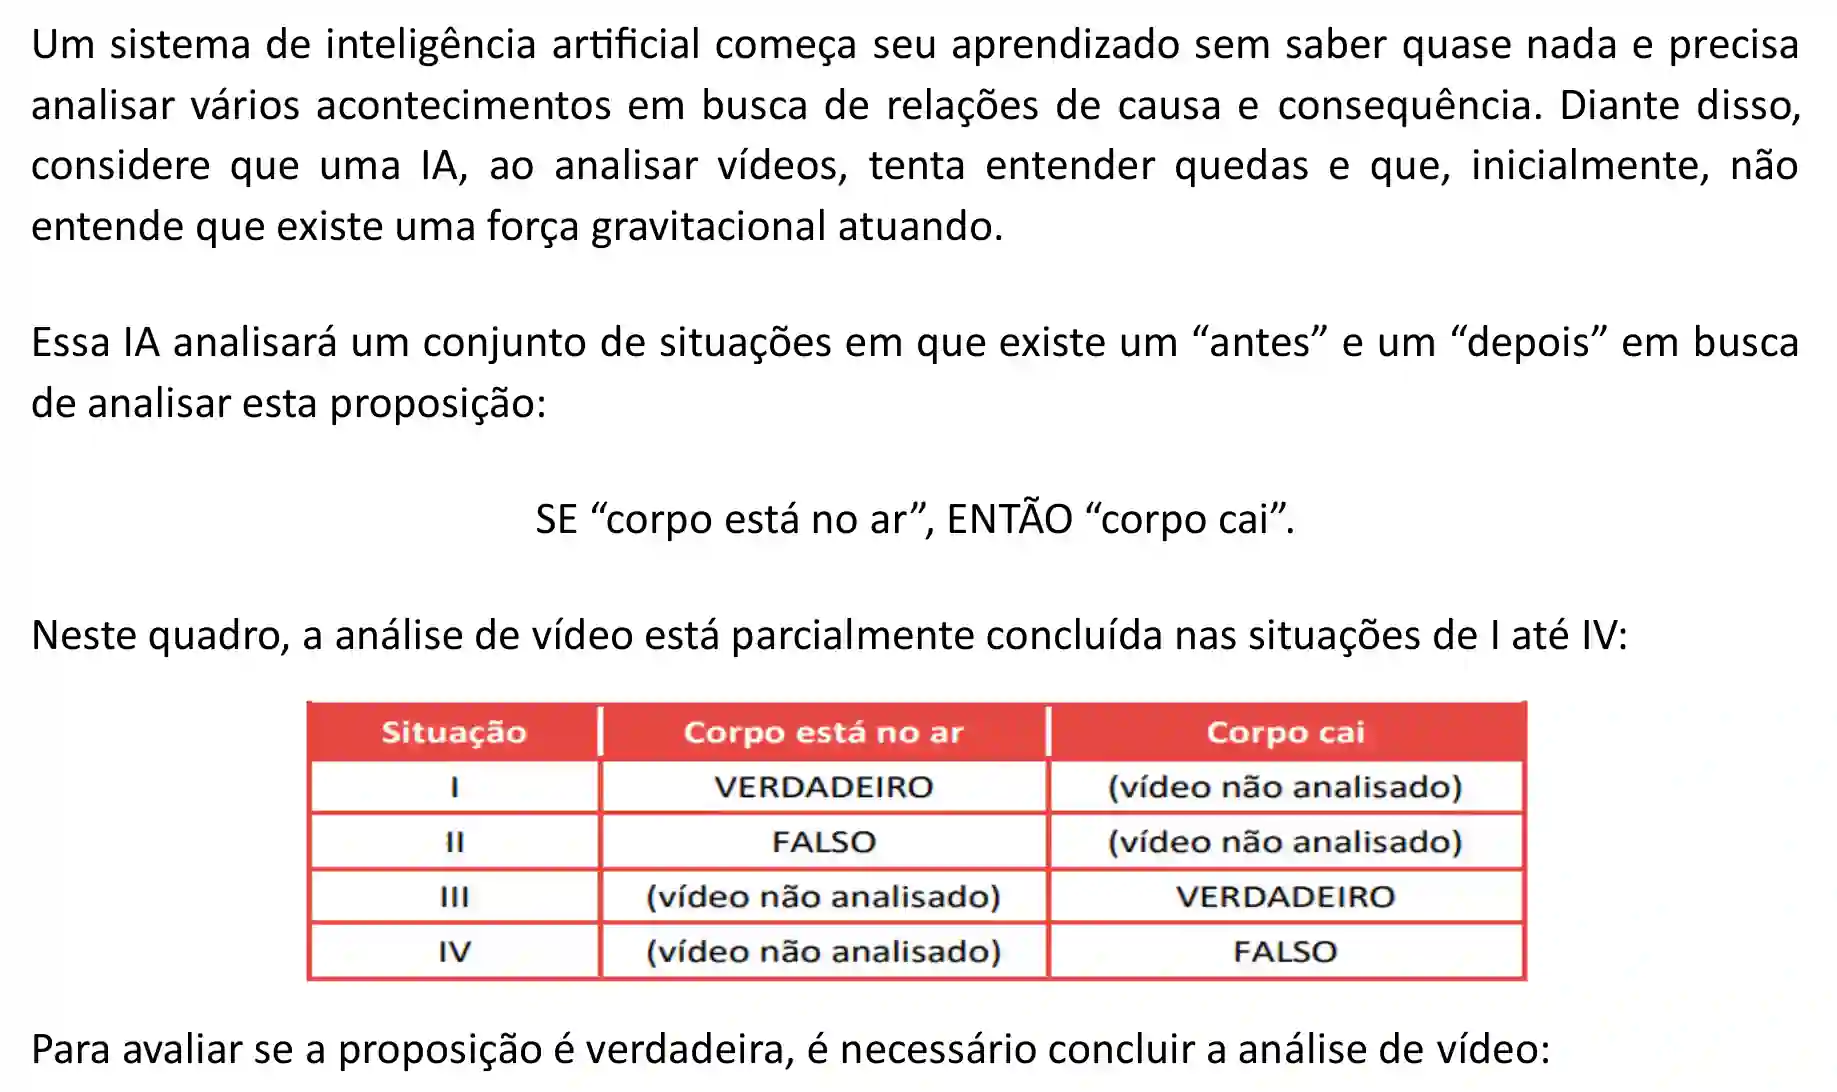 Um sistema de inteligência artificial começa seu aprendizado sem saber quase nada e precisa
analisar vários acontecimentos em busca de relações de causa e consequência. Diante disso,
considere que uma IA, ao analisar vídeos, tenta entender quedas e que, inicialmente, não
entende que existe uma força gravitacional atuando.
Essa IA analisará um conjunto de situações em que existe um “antes” e um “depois” em busca
de analisar esta proposição:
SE “corpo está no ar”, ENTÃO “corpo cai”.
Neste quadro, a análise de vídeo está parcialmente concluída nas situações de I até IV:
Situação Corpo está no ar Corpo cai
I VERDADEIRO (vídeo não analisado)
II FALSO (vídeo não analisado)
III (vídeo não analisado) VERDADEIRO
IV (vídeo não analisado) FALSO
Para avaliar se a proposição é verdadeira, é necessário concluir a análise de vídeo: